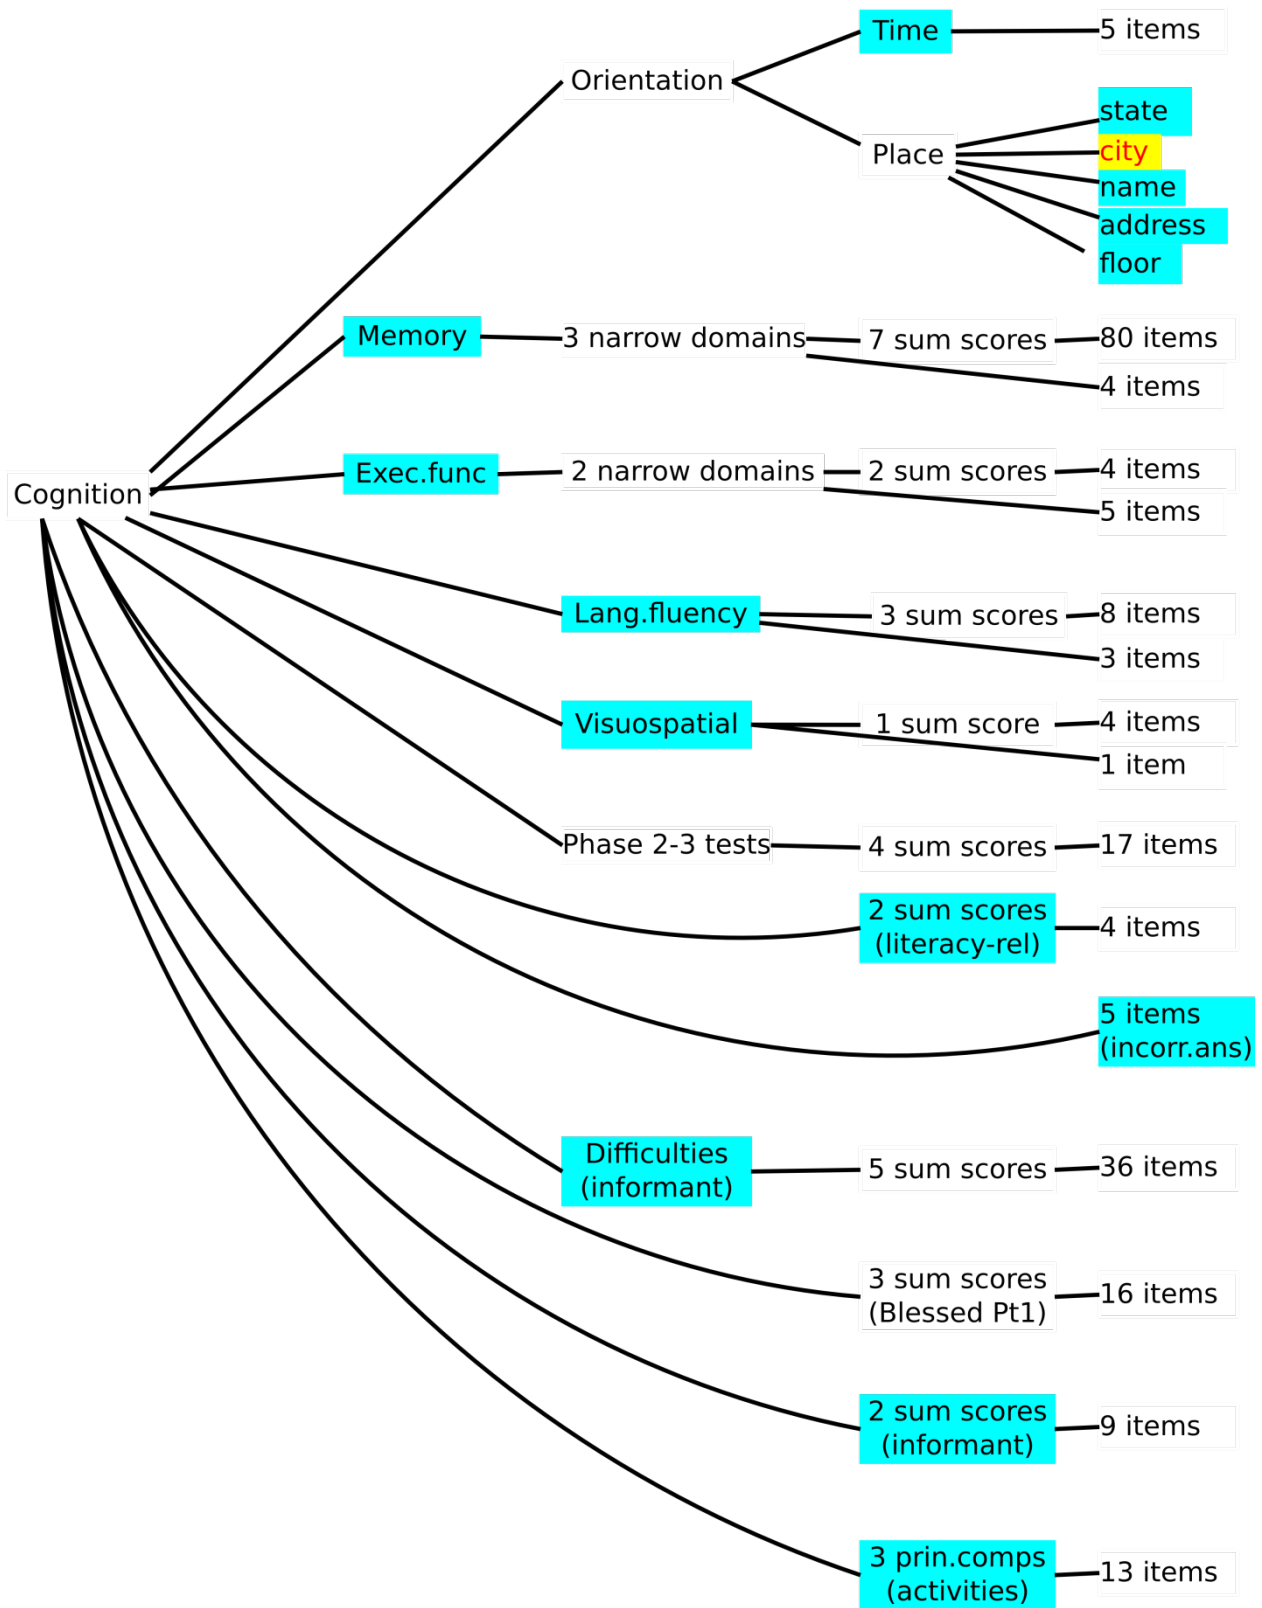 Time
5 items
Orientation
state
Place
city
name
address
floor
Memory
3 narrow domains
7 sum scores
80 items
4 items
Cognition
Exec.func
2 narrow domains
2 sum scores
4 items
5 items
Lang.fluency
3 sum scores
8 items
3 items
Visuospatial
1 sum score
4 items
1 item
Phase 2-3 tests
4 sum scores
17 items
2 sum scores
(literacy-rel)
4 items
5 items
(incorr.ans)
Difficulties
(informant)
5 sum scores
36 items
3 sum scores
(Blessed Pt1)
16 items
2 sum scores
(informant)
9 items
3 prin.comps
(activities)
13 items